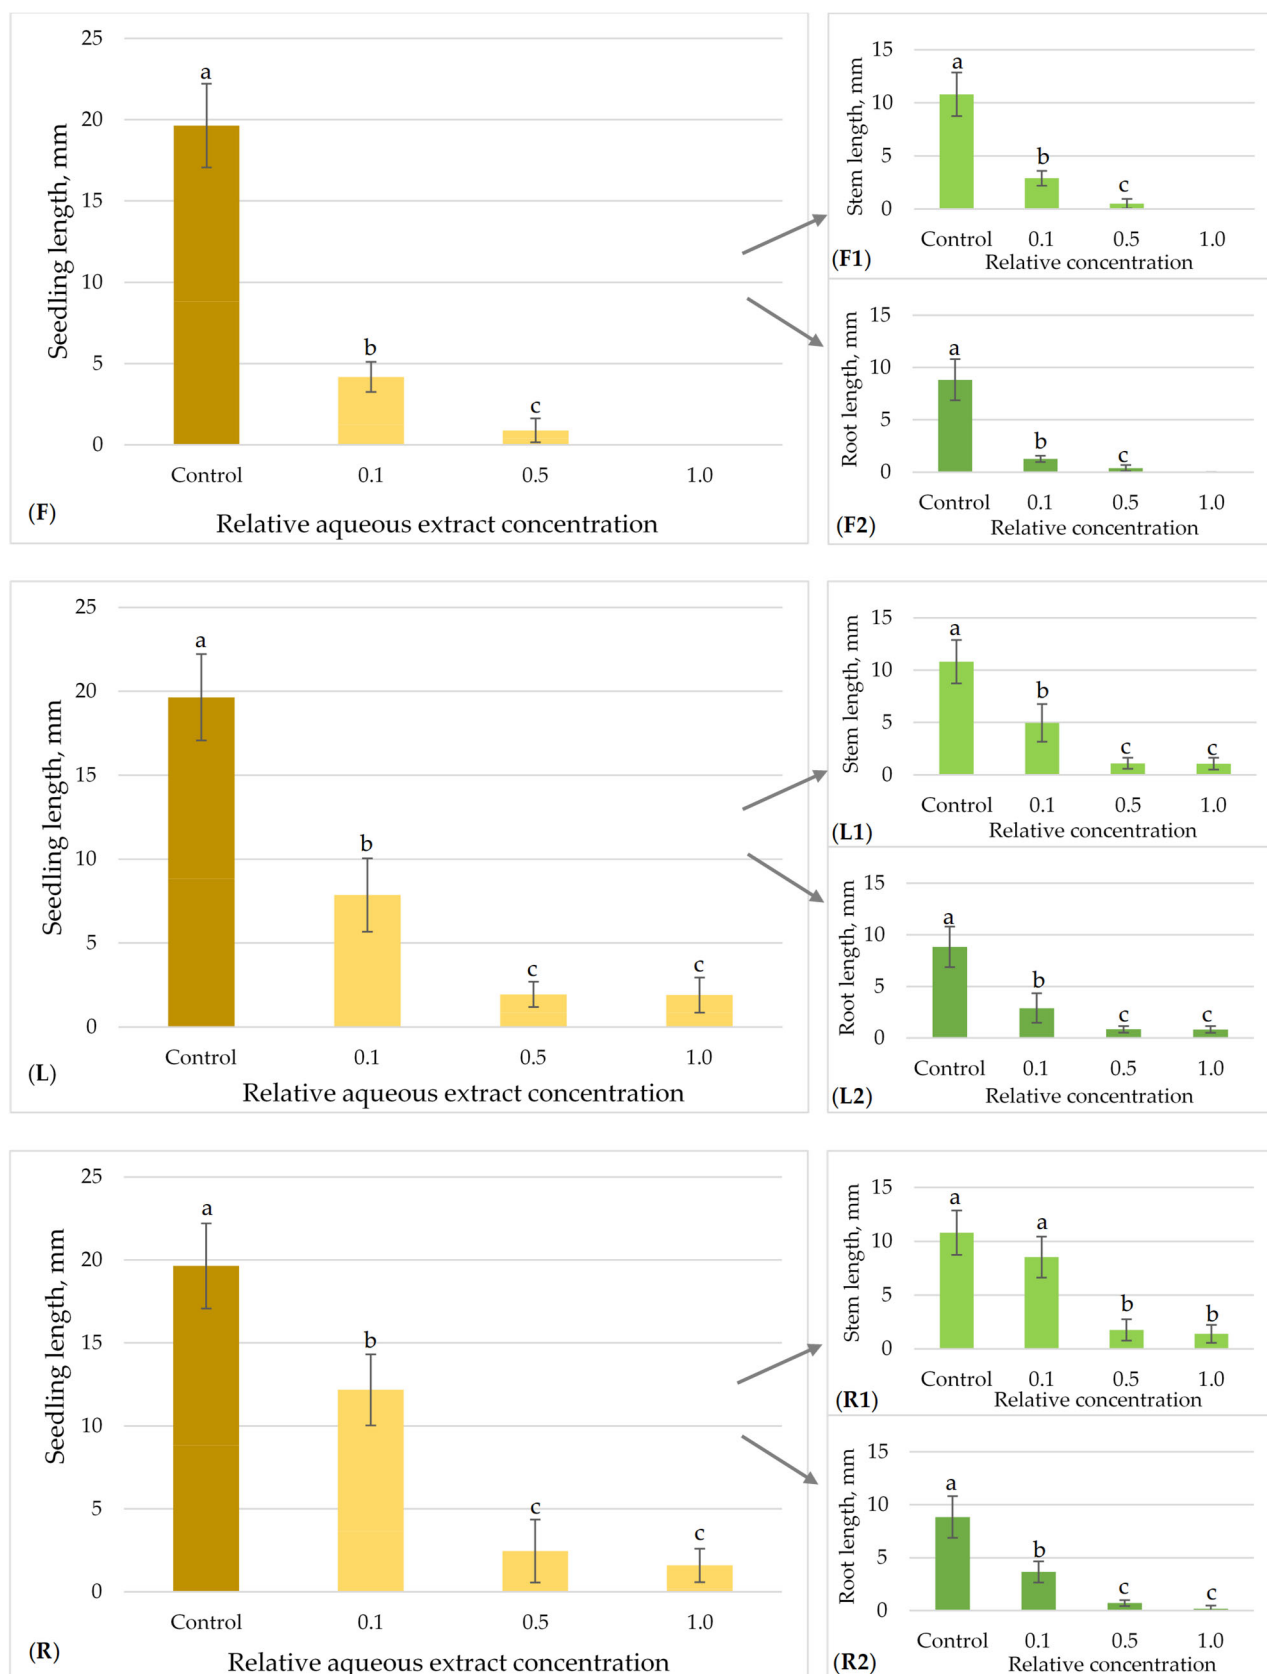 25
20
15
10
5
0
Seedling length, mm
a
b
c
Control
0.1
0.5
1.0
(F)
Relative aqueous extract concentration
15
10
5
0
Stem length, mm
a
b
c
Control
0.1
0.5
1.0
(F1)
Relative concentration
15
10
5
0
Root length, mm
a
b
c
Control
0.1
0.5
1.0
(F2)
Relative concentration
25
20
15
10
5
0
Seedling length, mm
a
b
c
c
Control
0.1
0.5
1.0
(L)
Relative aqueous extract concentration
15
10
5
0
Stem length, mm
a
b
c
c
Control
0.1
0.5
1.0
(L1)
Relative concentration
15
10
5
0
Root length, mm
a
b
c
c
Control
0.1
0.5
1.0
(L2)
Relative concentration
25
20
15
10
5
0
Seedling length, mm
a
b
c
c
Control
0.1
0.5
1.0
(R)
Relative aqueous extract concentration
15
10
5
0
Stem length, mm
a
a
b
b
Control
0.1
0.5
1.0
(R1)
Relative concentration
15
10
5
0
Root length, mm
a
b
c
c
Control
0.1
0.5
1.0
(R2)
Relative concentration